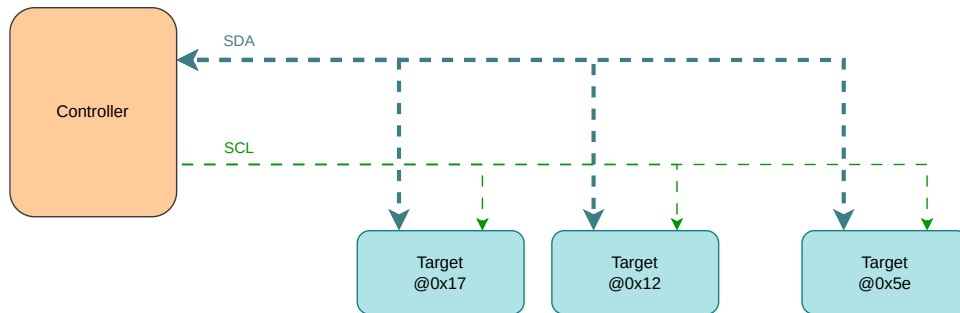 SDA
Controller
SCL
Target
@0x17
Target
@0x12
Target
@0x5e